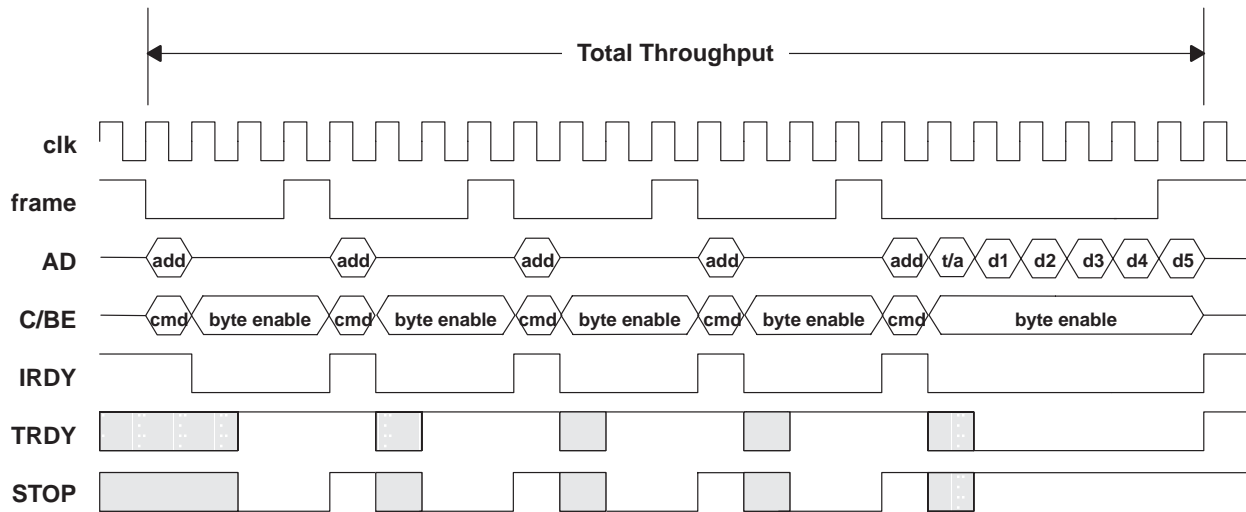 Total Throughput
clk
frame
AD add add add add add t/a d1 d2 d3 d4 d5
C/BE cmd byte enable cmd byte enable cmd byte enable cmd byte enable cmd byte enable
IRDY
TRDY
STOP